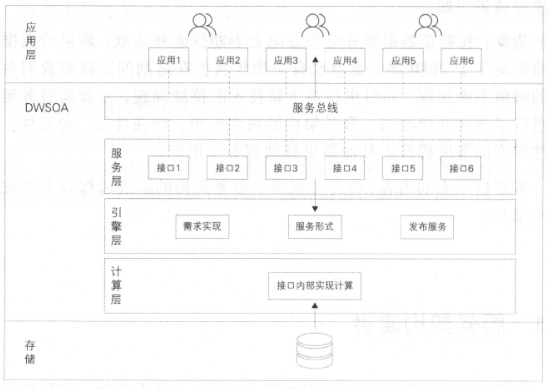 应用层
应用1 应用2 应用3 应用4 应用5 应用6
DWSOA
服务总线
服务层
接口1 接口2 接口3 接口4 接口5 接口6
引擎层
需求实现 服务形式 发布服务
计算层
接口内部实现计算
存储